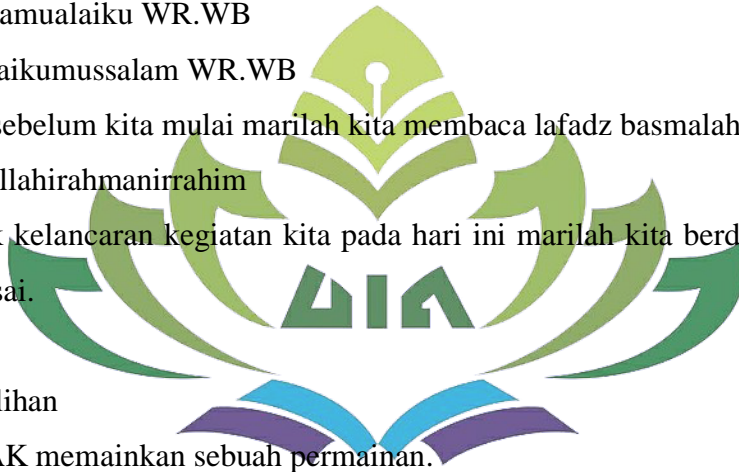 amualaiku WR.WB
aikumussalam WR.WB
sebelum kita mulai marilah kita membaca lafadz basmalah
llahirahmanirrahim
kelancaran kegiatan kita pada hari ini marilah kita berd
sai.
UIN
lihan
AK memainkan sebuah permainan.